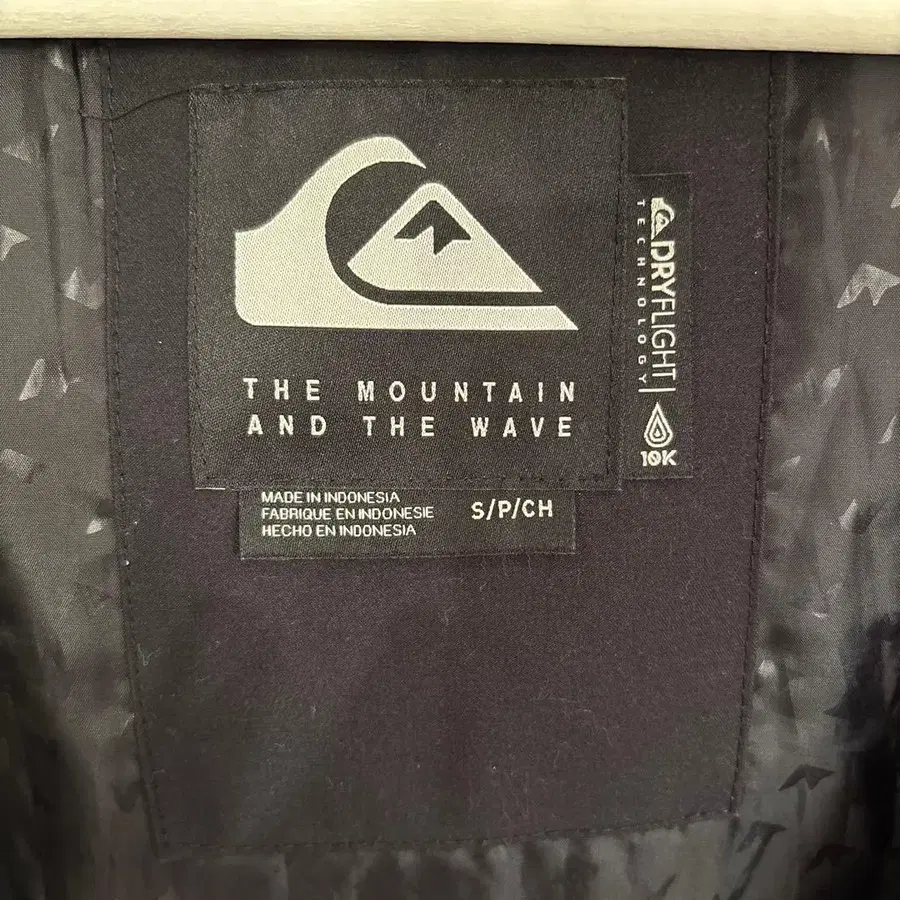 THE MOUNTAIN
AND THE WAVE
DRYFLIGHT
TECHNOLOGY
10K
MADE IN INDONESIA
FABRIQUE EN INDONESIE
HECHO EN INDONESIA
S/P/CH